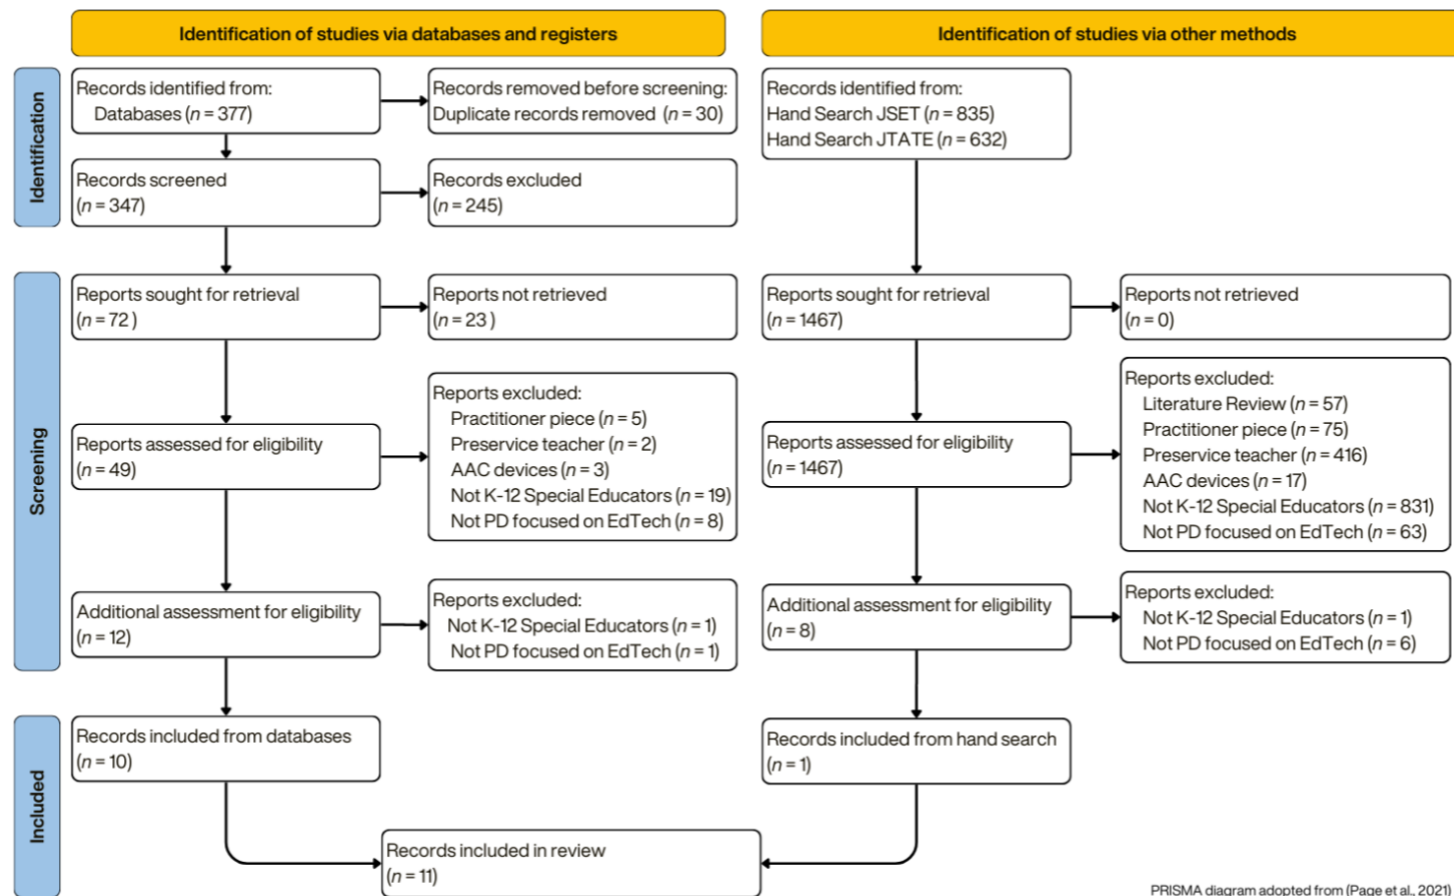 Identification of studies via databases and registers
Identification of studies via other methods
Identification
Records identified from:
Databases (n = 377)
Records removed before screening:
Duplicate records removed (n = 30)
Records identified from:
Hand Search JSET (n = 835)
Hand Search JTATE (n = 632)
Records screened
(n = 347)
Records excluded
(n = 245)
Screening
Reports sought for retrieval
(n = 72 )
Reports not retrieved
(n = 23 )
Reports sought for retrieval
(n = 1467)
Reports not retrieved
(n = 0)
Reports assessed for eligibility
(n = 49)
Reports excluded:
Practitioner piece (n = 5)
Preservice teacher (n = 2)
AAC devices (n = 3)
Not K-12 Special Educators (n = 19)
Not PD focused on EdTech (n = 8)
Reports assessed for eligibility
(n = 1467)
Reports excluded:
Literature Review (n = 57)
Practitioner piece (n = 75)
Preservice teacher (n = 416)
AAC devices (n = 17)
Not K-12 Special Educators (n = 831)
Not PD focused on EdTech (n = 63)
Additional assessment for eligibility
(n = 12)
Reports excluded:
Not K-12 Special Educators (n = 1)
Not PD focused on EdTech (n = 1)
Additional assessment for eligibility
(n = 8)
Reports excluded:
Not K-12 Special Educators (n = 1)
Not PD focused on EdTech (n = 6)
Included
Records included from databases
(n = 10)
Records included from hand search
(n = 1)
Records included in review
(n = 11)
PRISMA diagram adopted from (Page et al., 2021)